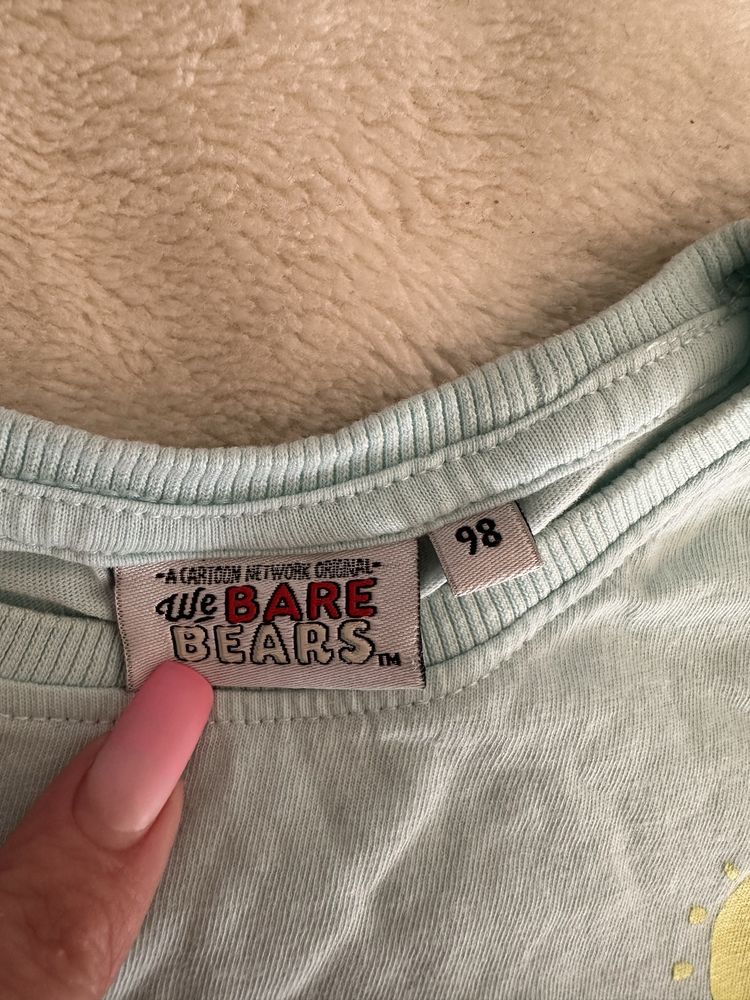 -A CARTOON NETWORK ORIGINAL-
We BARE
BEARS™
98